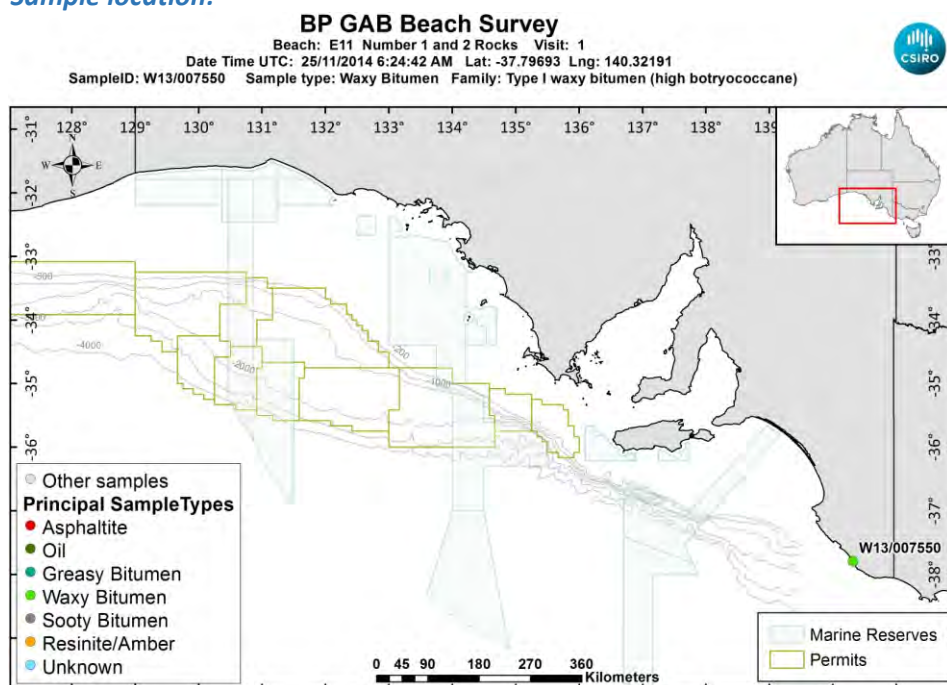 Sample location:
BP GAB Beach Survey
Beach: E11 Number 1 and 2 Rocks Visit: 1
Date Time UTC: 25/11/2014 6:24:42 AM Lat: -37.79693 Lng: 140.32191
SampleID: W13/007550 Sample type: Waxy Bitumen Family: Type I waxy bitumen (high botryococcane)
CSIRO
128° 129° 130° 131° 132° 133° 134° 135° 136° 137° 138° 139
-31°
N
W E
S
-32°
-33°
-34°
-35°
-36°
-37°
-38°
-4000
-2000
-200
-1000
-33°
-34°
-35°
-36°
-37°
-38°
W13/007550
Other samples
Principal SampleTypes
Asphaltite
Oil
Greasy Bitumen
Waxy Bitumen
Sooty Bitumen
Resinite/Amber
Unknown
0 45 90 180 270 360
Kilometers
Marine Reserves
Permits